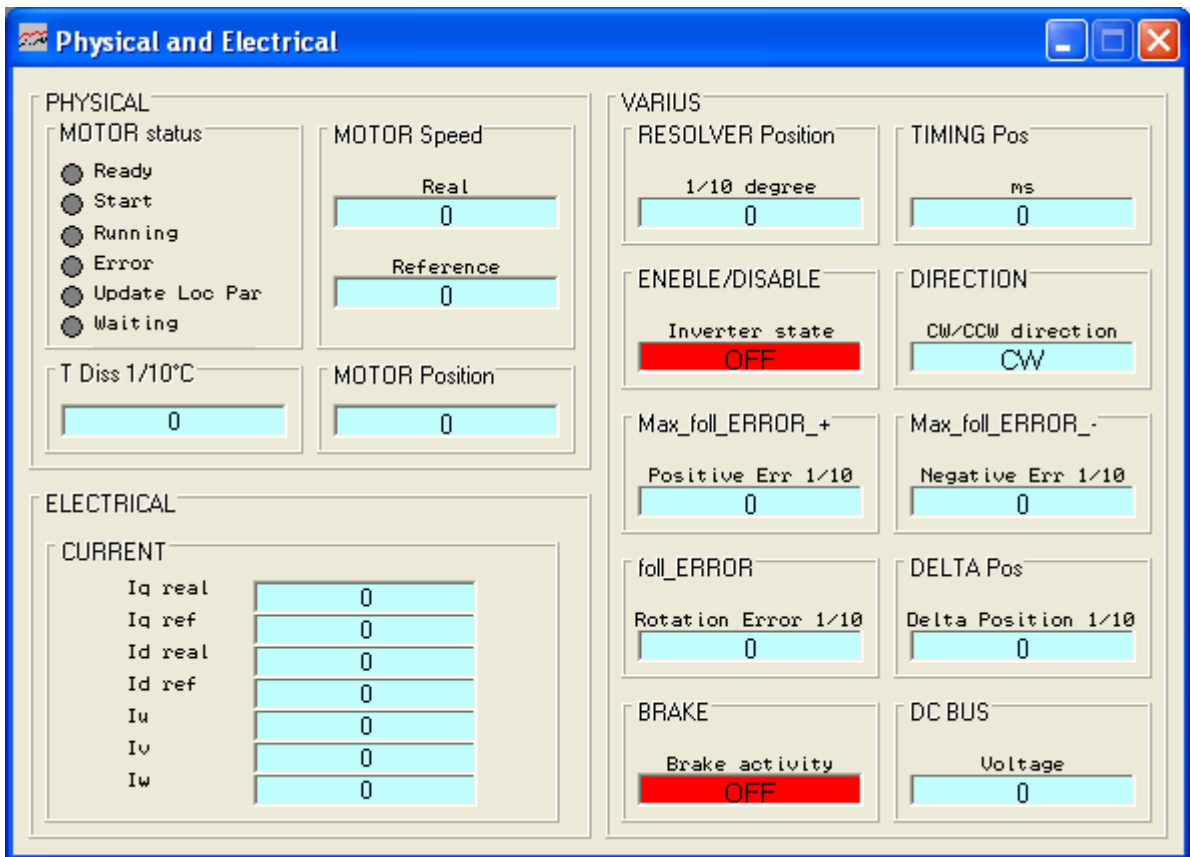 Physical and Electrical
PHYSICAL
MOTOR status
Ready
Start
Running
Error
Update Loc Par
Waiting
MOTOR Speed
Real
0
Reference
0
T Diss 1/10°C
0
MOTOR Position
0
ELECTRICAL
CURRENT
Iq real 0
Iq ref 0
Id real 0
Id ref 0
Iu 0
Iv 0
Iw 0
VARIUS
RESOLVER Position
1/10 degree
0
TIMING Pos
ms
0
ENEBLE/DISABLE
Inverter state
OFF
DIRECTION
CW/CCW direction
CW
Max_foll_ERROR_+
Positive Err 1/10
0
Max_foll_ERROR_-
Negative Err 1/10
0
foll_ERROR
Rotation Error 1/10
0
DELTA Pos
Delta Position 1/10
0
BRAKE
Brake activity
OFF
DC BUS
Voltage
0